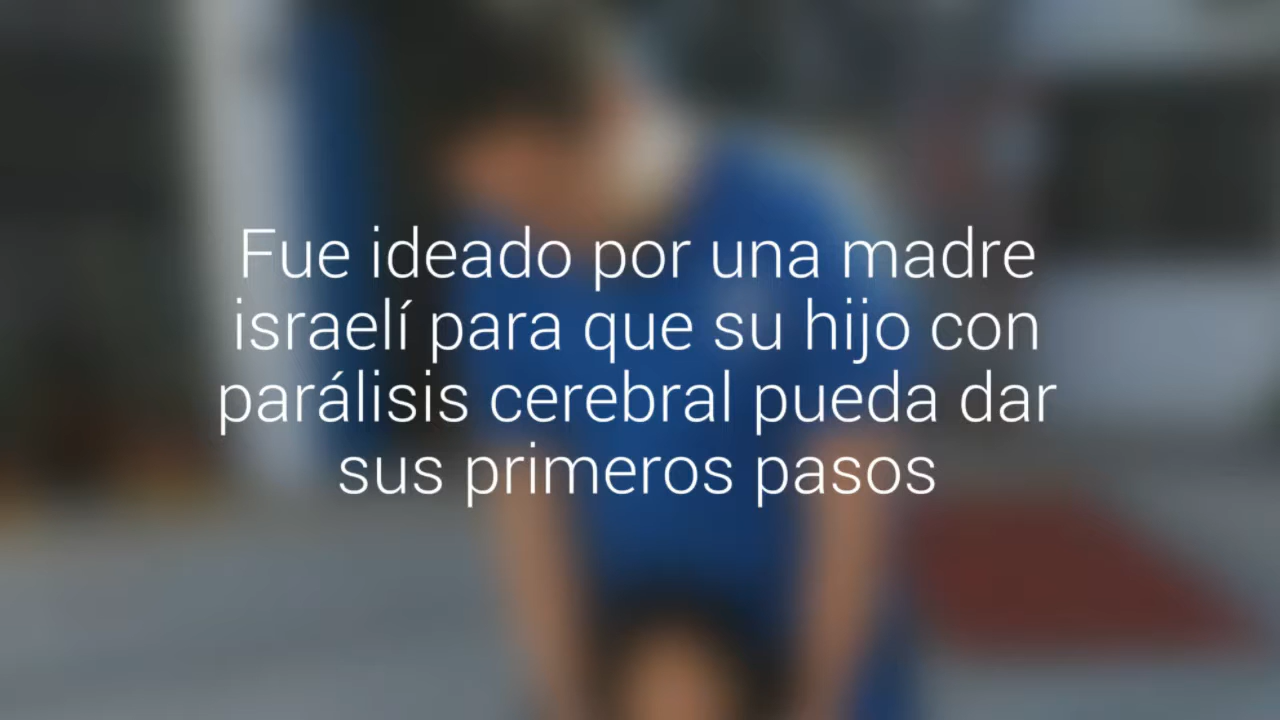 Fue ideado por una madre
israelí para que su hijo con
parálisis cerebral pueda dar
sus primeros pasos